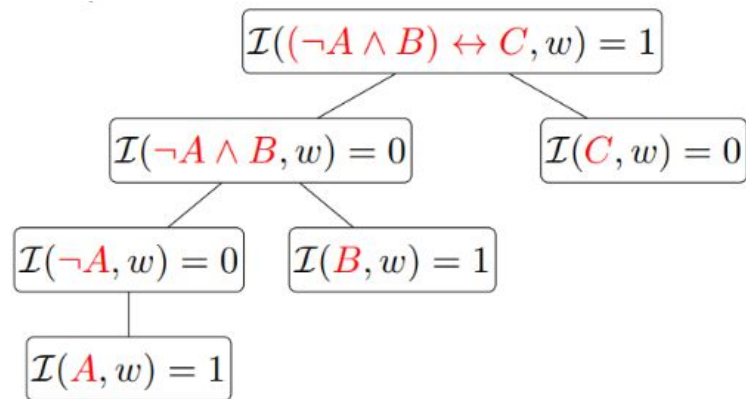 ℐ((¬A ∧ B) ↔ C, w) = 1
ℐ(¬A ∧ B, w) = 0
ℐ(C, w) = 0
ℐ(¬A, w) = 0
ℐ(B, w) = 1
ℐ(A, w) = 1